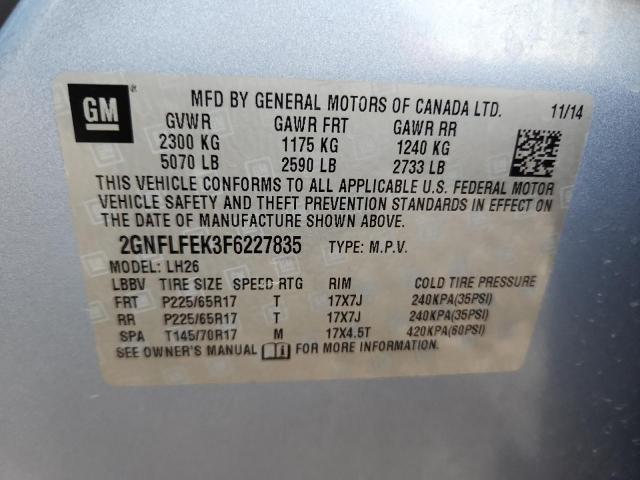 GM
MFD BY GENERAL MOTORS OF CANADA LTD. 11/14
GVWR GAWR FRT GAWR RR
2300 KG 1175 KG 1240 KG
5070 LB 2590 LB 2733 LB
THIS VEHICLE CONFORMS TO ALL APPLICABLE U.S. FEDERAL MOTOR
VEHICLE SAFETY AND THEFT PREVENTION STANDARDS IN EFFECT ON
THE DATE OF MANUFACTURE SHOWN ABOVE.
2GNFLFEK3F6227835 TYPE: M.P.V.
MODEL: LH26
LBBV TIRE SIZE SPEED RTG RIM COLD TIRE PRESSURE
FRT P225/65R17 T 17X7J 240KPA(35PSI)
RR P225/65R17 T 17X7J 240KPA(35PSI)
SPA T145/70R17 M 17X4.5T 420KPA(60PSI)
SEE OWNER'S MANUAL FOR MORE INFORMATION.